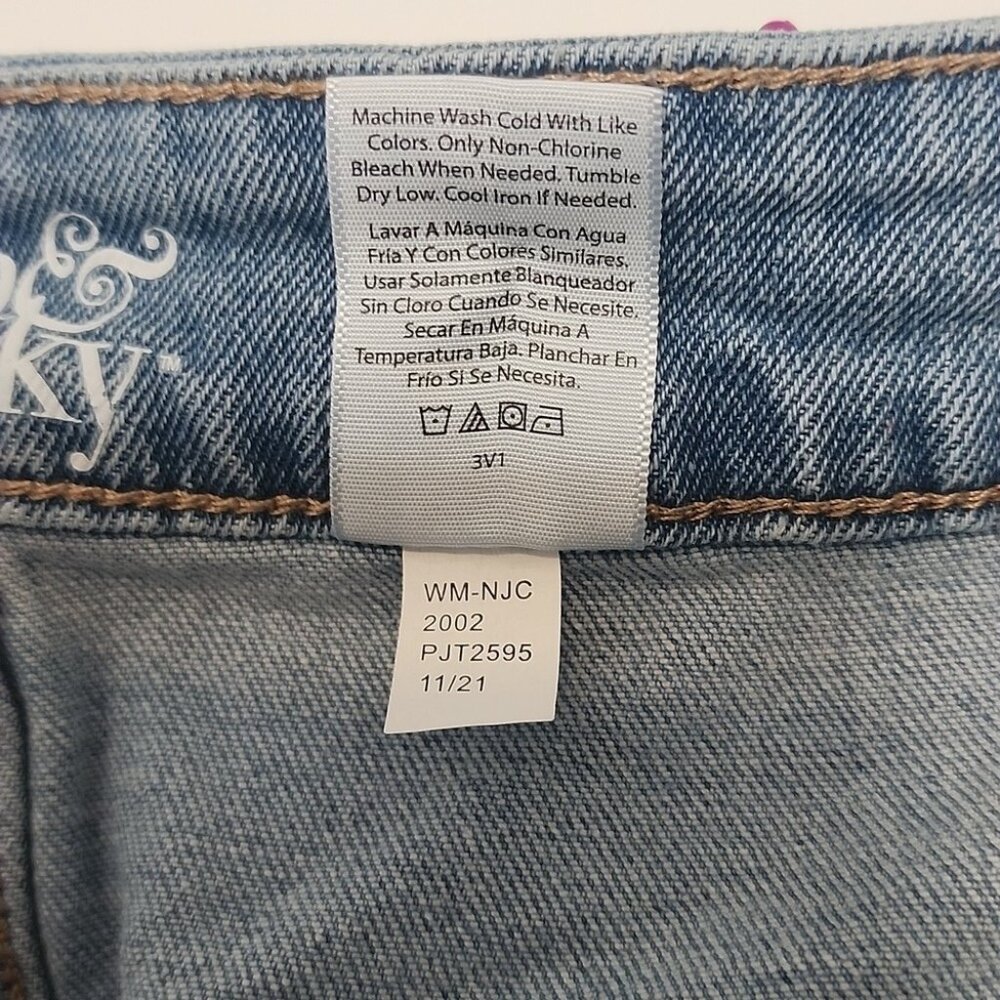 Machine Wash Cold With Like
Colors. Only Non-Chlorine
Bleach When Needed. Tumble
Dry Low. Cool Iron If Needed.
Lavar A Máquina Con Agua
Fría Y Con Colores Similares.
Usar Solamente Blanqueador
Sin Cloro Cuando Se Necesite.
Secar En Máquina A
Temperatura Baja. Planchar En
Frío Si Se Necesita.
3V1
WM-NJC
2002
PJT2595
11/21
ky™